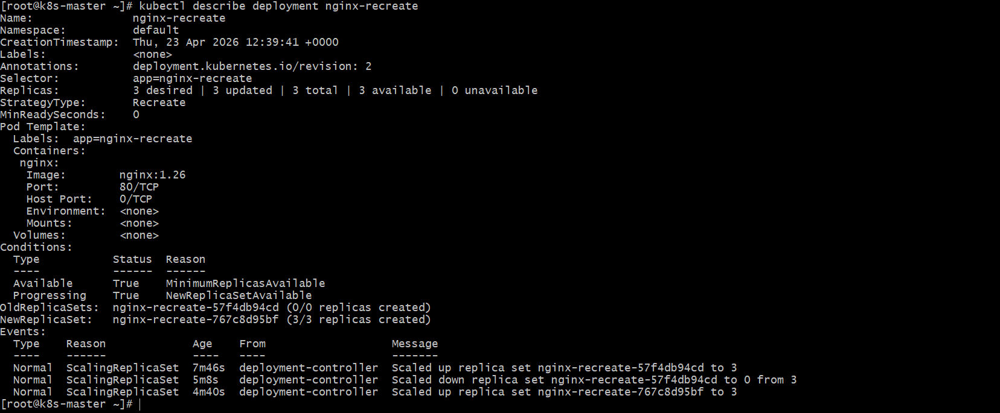 [root@k8s-master ~]# kubectl describe deployment nginx-recreate
Name:               nginx-recreate
Namespace:          default
CreationTimestamp:  Thu, 23 Apr 2026 12:39:41 +0000
Labels:             <none>
Annotations:        deployment.kubernetes.io/revision: 2
Selector:           app=nginx-recreate
Replicas:           3 desired | 3 updated | 3 total | 3 available | 0 unavailable
StrategyType:       Recreate
MinReadySeconds:    0
Pod Template:
  Labels:  app=nginx-recreate
  Containers:
   nginx:
    Image:        nginx:1.26
    Port:         80/TCP
    Host Port:    0/TCP
    Environment:  <none>
    Mounts:       <none>
  Volumes:        <none>
Conditions:
  Type           Status  Reason
  ----           ------  ------
  Available      True    MinimumReplicasAvailable
  Progressing    True    NewReplicaSetAvailable
OldReplicaSets:  nginx-recreate-57f4db94cd (0/0 replicas created)
NewReplicaSet:   nginx-recreate-767c8d95bf (3/3 replicas created)
Events:
  Type    Reason             Age    From                   Message
  ----    ------             ----   ----                   -------
  Normal  ScalingReplicaSet  7m46s  deployment-controller  Scaled up replica set nginx-recreate-57f4db94cd to 3
  Normal  ScalingReplicaSet  5m8s   deployment-controller  Scaled down replica set nginx-recreate-57f4db94cd to 0 from 3
  Normal  ScalingReplicaSet  4m40s  deployment-controller  Scaled up replica set nginx-recreate-767c8d95bf to 3
[root@k8s-master ~]#